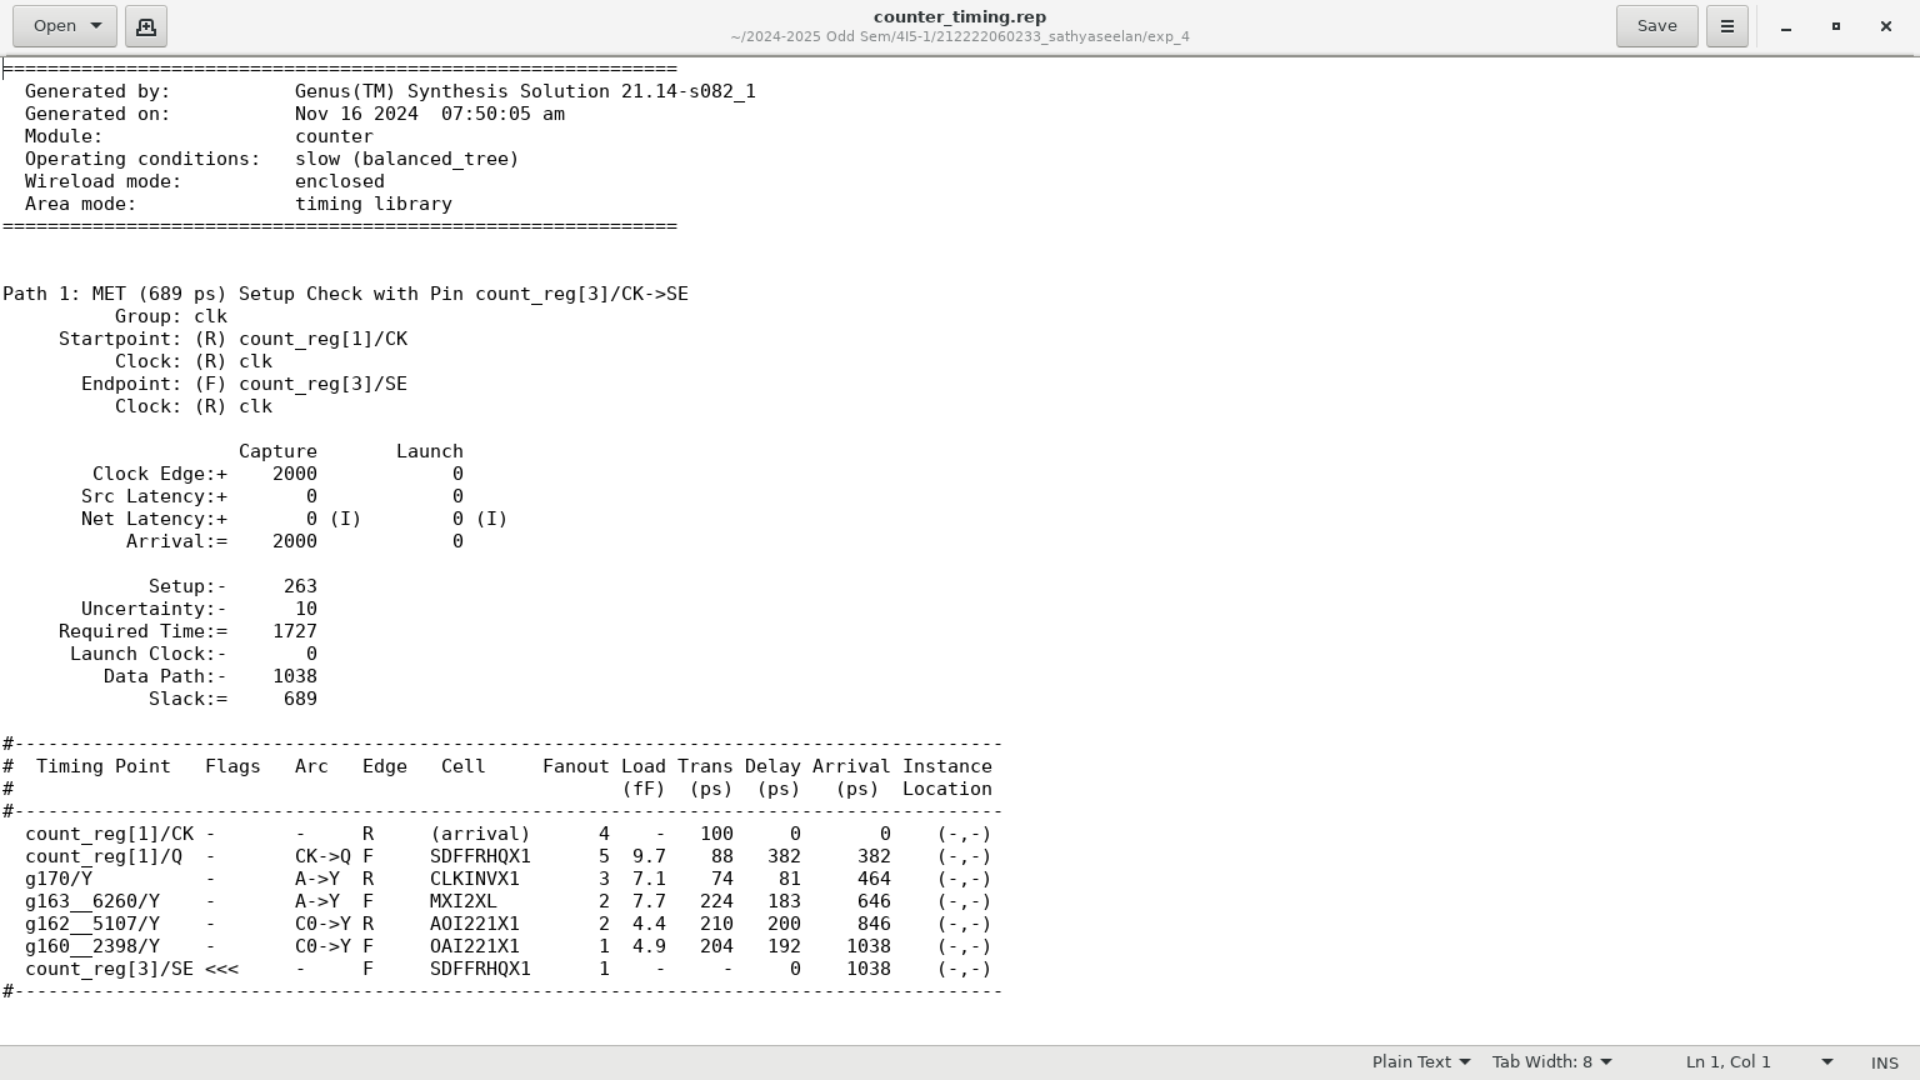 Open
counter_timing.rep
~/2024-2025 Odd Sem/4I5-1/212222060233_sathyaseelan/exp_4
Save
============================================================
  Generated by:           Genus(TM) Synthesis Solution 21.14-s082_1
  Generated on:           Nov 16 2024  07:50:05 am
  Module:                 counter
  Operating conditions:   slow (balanced_tree)
  Wireload mode:          enclosed
  Area mode:              timing library
============================================================
Path 1: MET (689 ps) Setup Check with Pin count_reg[3]/CK->SE
          Group: clk
     Startpoint: (R) count_reg[1]/CK
          Clock: (R) clk
       Endpoint: (F) count_reg[3]/SE
          Clock: (R) clk
                     Capture       Launch
        Clock Edge:+    2000            0
       Src Latency:+       0            0
       Net Latency:+       0 (I)        0 (I)
           Arrival:=    2000            0
             Setup:-     263
       Uncertainty:-      10
     Required Time:=    1727
      Launch Clock:-       0
         Data Path:-    1038
             Slack:=     689
#----------------------------------------------------------------------------------------
#  Timing Point   Flags   Arc   Edge   Cell     Fanout Load Trans Delay Arrival Instance
#                                                      (fF)  (ps)  (ps)   (ps)  Location
#----------------------------------------------------------------------------------------
  count_reg[1]/CK -       -     R     (arrival)      4    -   100     0       0    (-,-)
  count_reg[1]/Q  -       CK->Q F     SDFFRHQX1      5  9.7    88   382     382    (-,-)
  g170/Y          -       A->Y  R     CLKINVX1       3  7.1    74    81     464    (-,-)
  g163__6260/Y    -       A->Y  F     MXI2XL         2  7.7   224   183     646    (-,-)
  g162__5107/Y    -       C0->Y R     AOI221X1       2  4.4   210   200     846    (-,-)
  g160__2398/Y    -       C0->Y F     OAI221X1       1  4.9   204   192    1038    (-,-)
  count_reg[3]/SE <<<     -     F     SDFFRHQX1      1    -     -     0    1038    (-,-)
#----------------------------------------------------------------------------------------
Plain Text  Tab Width: 8  Ln 1, Col 1  INS